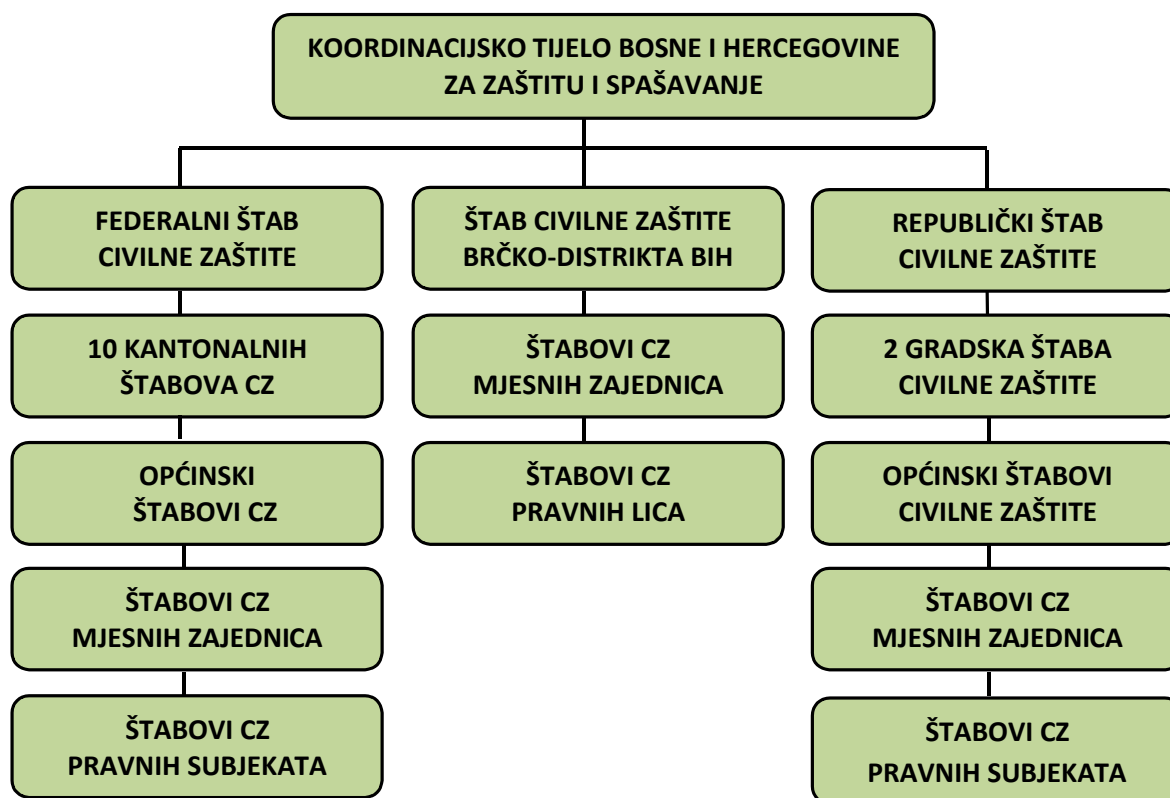 KOORDINACIJSKO TIJELO BOSNE I HERCEGOVINE
ZA ZAŠTITU I SPAŠAVANJE
FEDERALNI ŠTAB
CIVILNE ZAŠTITE
ŠTAB CIVILNE ZAŠTITE
BRČKO-DISTRIKTA BIH
REPUBLIČKI ŠTAB
CIVILNE ZAŠTITE
10 KANTONALNIH
ŠTABOVA CZ
ŠTABOVI CZ
MJESNIH ZAJEDNICA
2 GRADSKA ŠTABA
CIVILNE ZAŠTITE
OPĆINSKI
ŠTABOVI CZ
ŠTABOVI CZ
PRAVNIH LICA
OPĆINSKI ŠTABOVI
CIVILNE ZAŠTITE
ŠTABOVI CZ
MJESNIH ZAJEDNICA
ŠTABOVI CZ
MJESNIH ZAJEDNICA
ŠTABOVI CZ
PRAVNIH SUBJEKATA
ŠTABOVI CZ
PRAVNIH SUBJEKATA